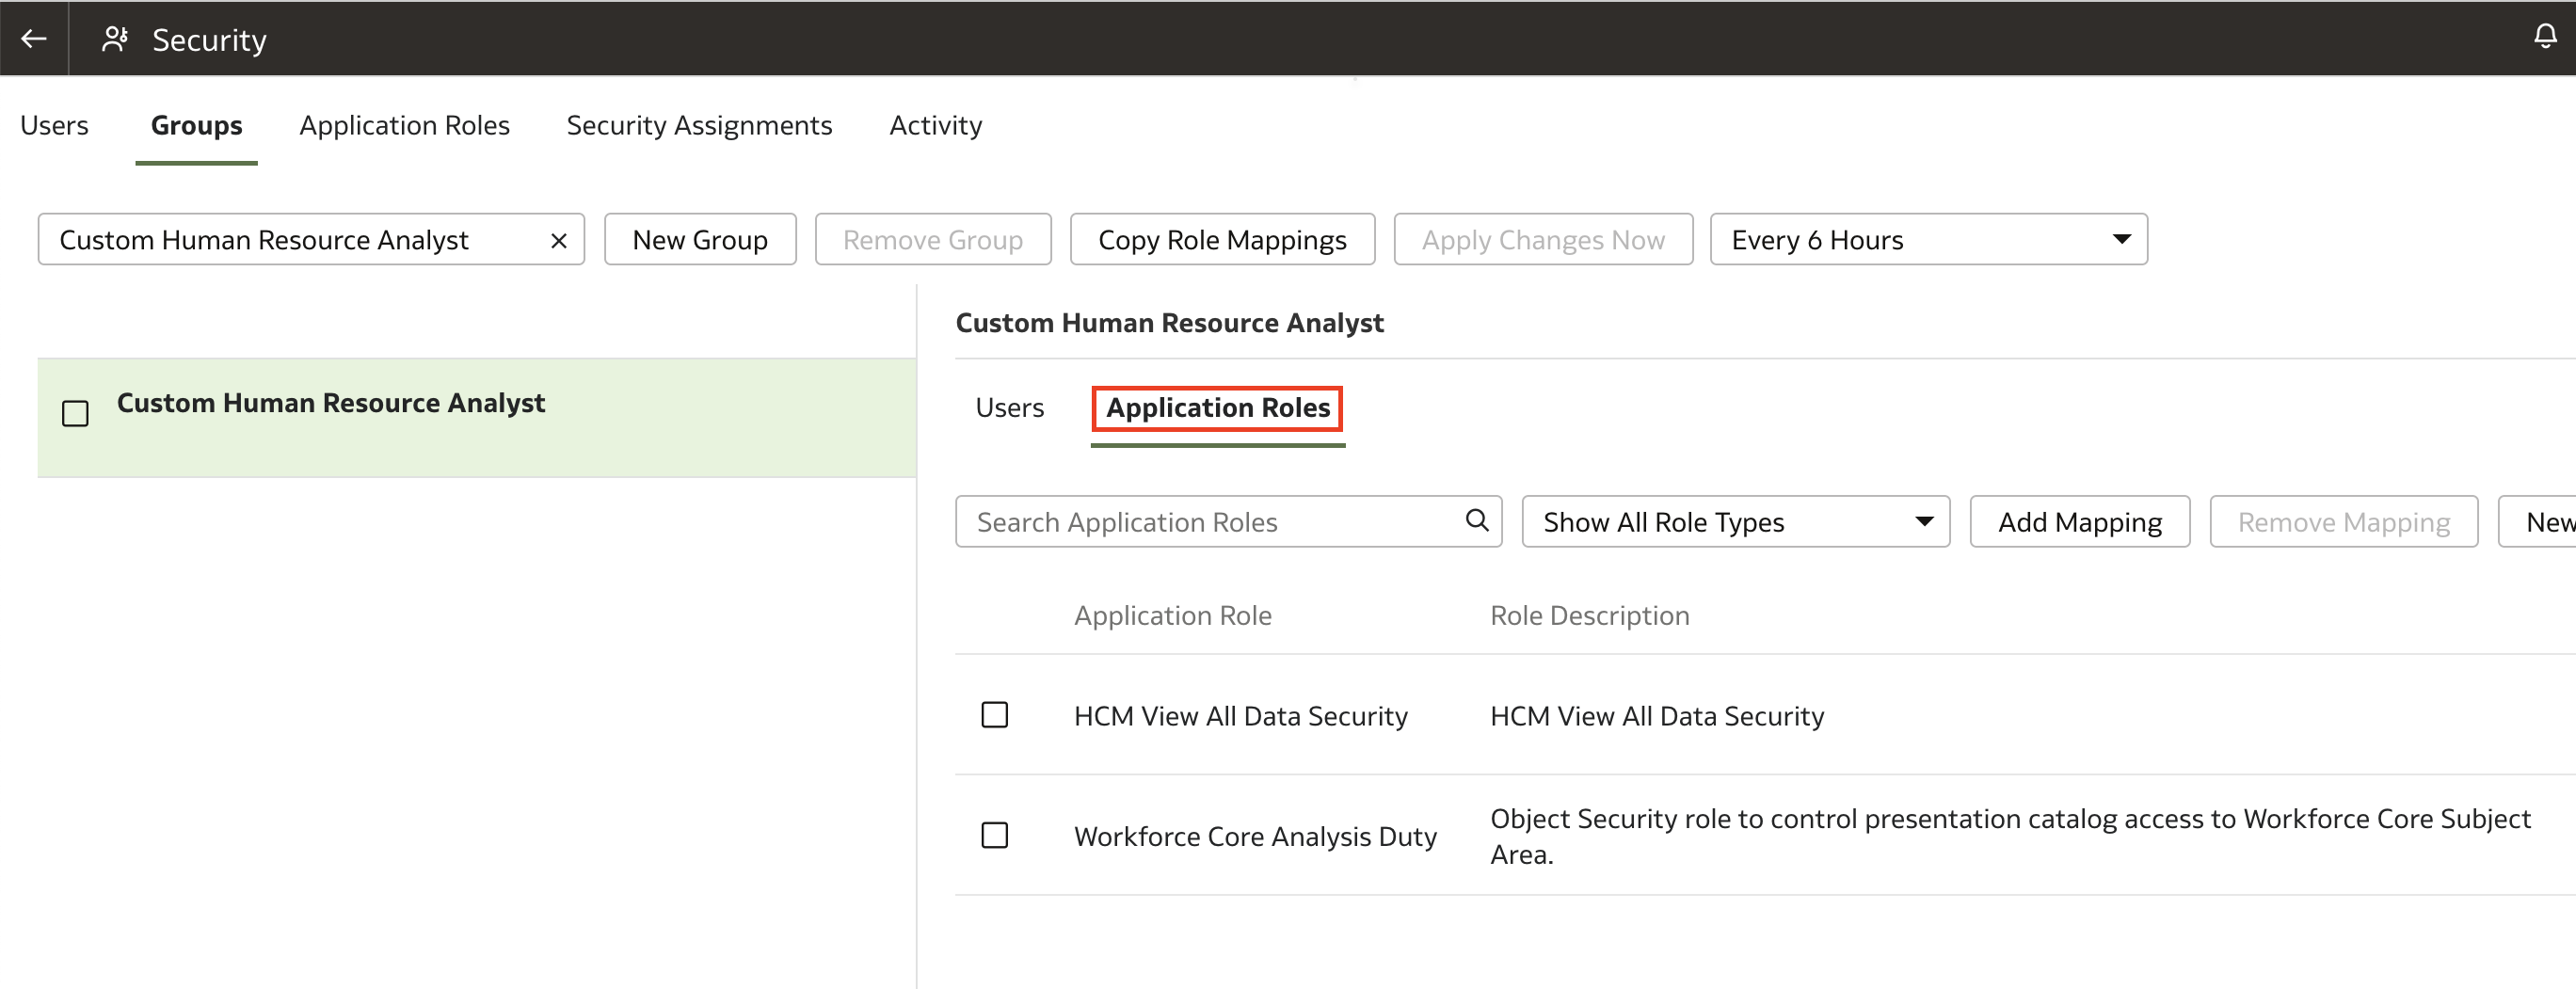 Security
Users Groups Application Roles Security Assignments Activity
Custom Human Resource Analyst New Group Remove Group Copy Role Mappings Apply Changes Now Every 6 Hours
Custom Human Resource Analyst
Custom Human Resource Analyst
Users Application Roles
Search Application Roles Show All Role Types Add Mapping Remove Mapping New
Application Role Role Description
HCM View All Data Security HCM View All Data Security
Workforce Core Analysis Duty Object Security role to control presentation catalog access to Workforce Core Subject
Area.